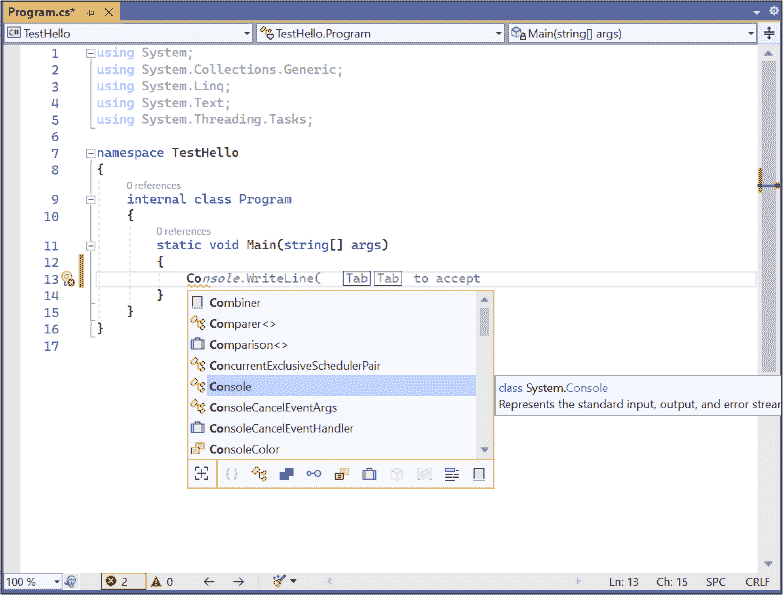 Program.cs*
C# TestHello TestHello.Program Main(string[] args)
1 using System;
2 using System.Collections.Generic;
3 using System.Linq;
4 using System.Text;
5 using System.Threading.Tasks;
6
7 namespace TestHello
8 {
0 references
9 internal class Program
10 {
0 references
11 static void Main(string[] args)
12 {
13 Console.WriteLine( Tab Tab to accept
14 }
15 }
16 }
17
Combiner
Comparer<>
Comparison<>
ConcurrentExclusiveSchedulerPair
Console
ConsoleCancelEventArgs
ConsoleCancelEventHandler
ConsoleColor
class System.Console
Represents the standard input, output, and error strear
100 % 2 0 Ln: 13 Ch: 15 SPC CRLF